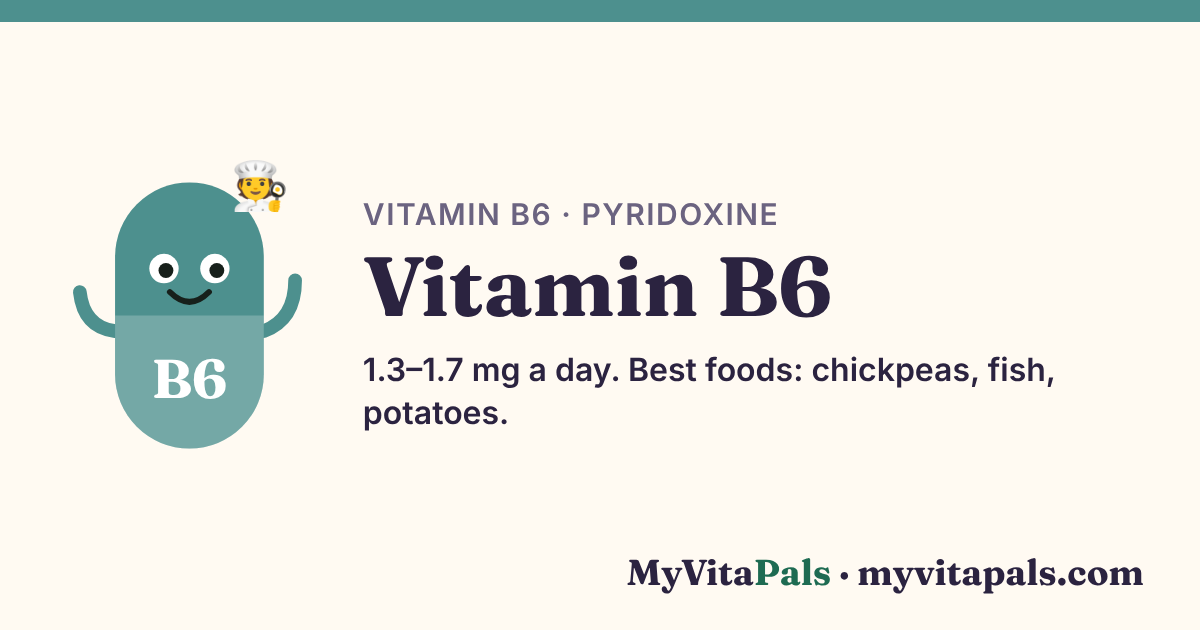 VITAMIN B6 · PYRIDOXINE
Vitamin B6
1.3–1.7 mg a day. Best foods: chickpeas, fish,
potatoes.
B6
MyVitaPals · myvitapals.com